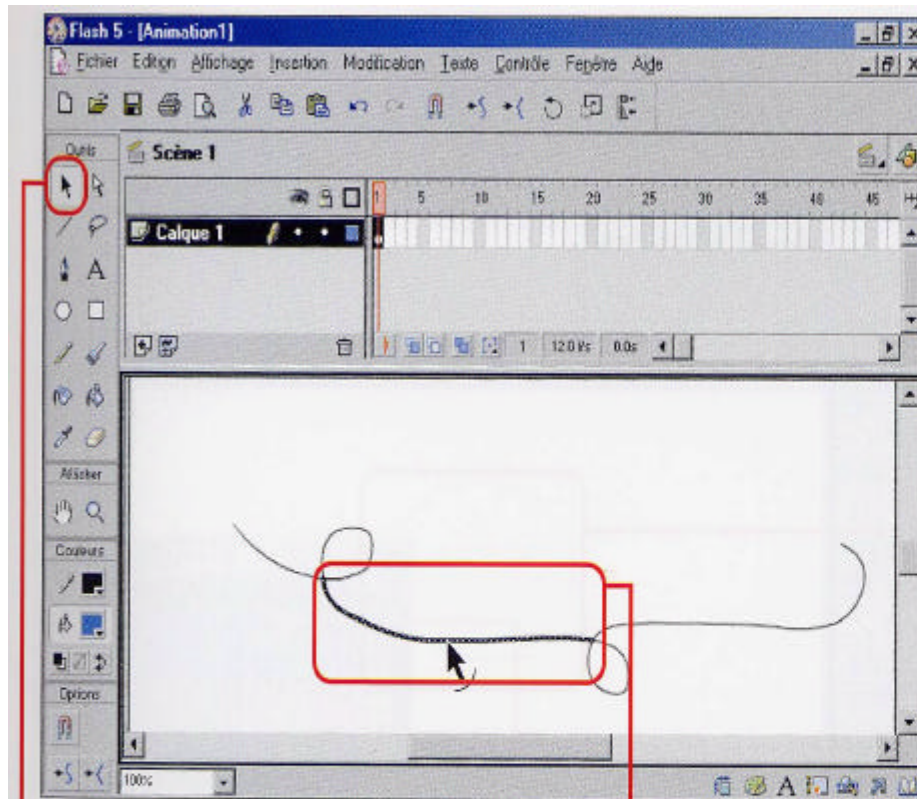 Flash 5 - [Animation1]
Fichier Edition Affichage Insertion Modification Texte Contrôle Fenêtre Aide
Outils
Scène 1
1 5 10 15 20 25 30 35 40 45
Calque 1
A
1 12.0 i/s 0.0s
Afficher
Couleurs
Options
100%
A